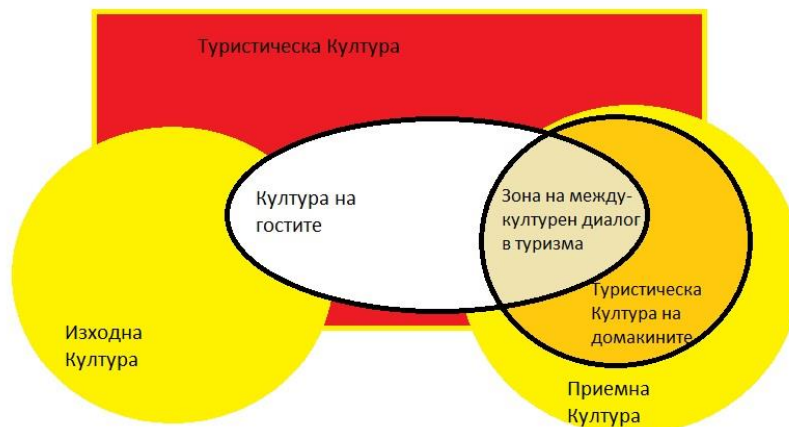 Туристическа Култура
Култура на
гостите
Зона на между-
културен диалог
в туризма
Туристическа
Култура на
домакините
Изходна
Култура
Приемна
Култура